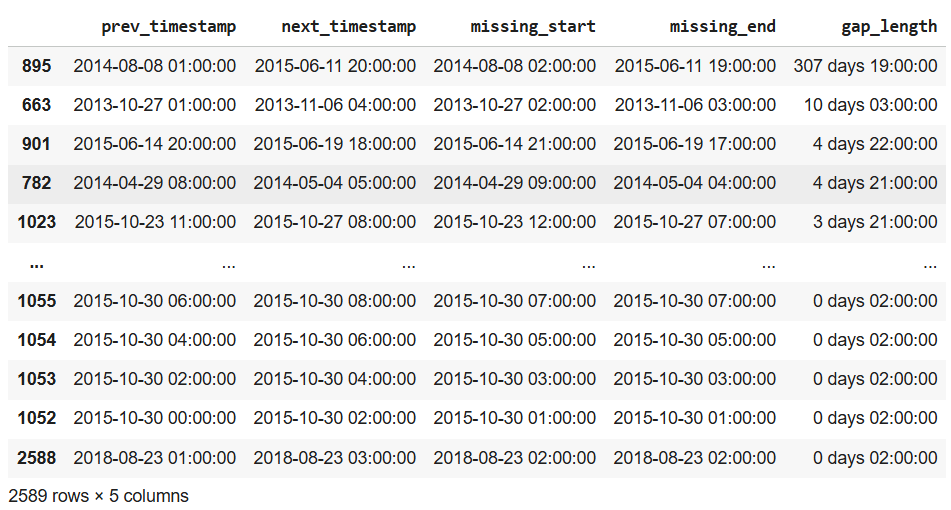 prev_timestamp next_timestamp missing_start missing_end gap_length
895 2014-08-08 01:00:00 2015-06-11 20:00:00 2014-08-08 02:00:00 2015-06-11 19:00:00 307 days 19:00:00
663 2013-10-27 01:00:00 2013-11-06 04:00:00 2013-10-27 02:00:00 2013-11-06 03:00:00 10 days 03:00:00
901 2015-06-14 20:00:00 2015-06-19 18:00:00 2015-06-14 21:00:00 2015-06-19 17:00:00 4 days 22:00:00
782 2014-04-29 08:00:00 2014-05-04 05:00:00 2014-04-29 09:00:00 2014-05-04 04:00:00 4 days 21:00:00
1023 2015-10-23 11:00:00 2015-10-27 08:00:00 2015-10-23 12:00:00 2015-10-27 07:00:00 3 days 21:00:00
... ... ... ... ... ...
1055 2015-10-30 06:00:00 2015-10-30 08:00:00 2015-10-30 07:00:00 2015-10-30 07:00:00 0 days 02:00:00
1054 2015-10-30 04:00:00 2015-10-30 06:00:00 2015-10-30 05:00:00 2015-10-30 05:00:00 0 days 02:00:00
1053 2015-10-30 02:00:00 2015-10-30 04:00:00 2015-10-30 03:00:00 2015-10-30 03:00:00 0 days 02:00:00
1052 2015-10-30 00:00:00 2015-10-30 02:00:00 2015-10-30 01:00:00 2015-10-30 01:00:00 0 days 02:00:00
2588 2018-08-23 01:00:00 2018-08-23 03:00:00 2018-08-23 02:00:00 2018-08-23 02:00:00 0 days 02:00:00
2589 rows × 5 columns